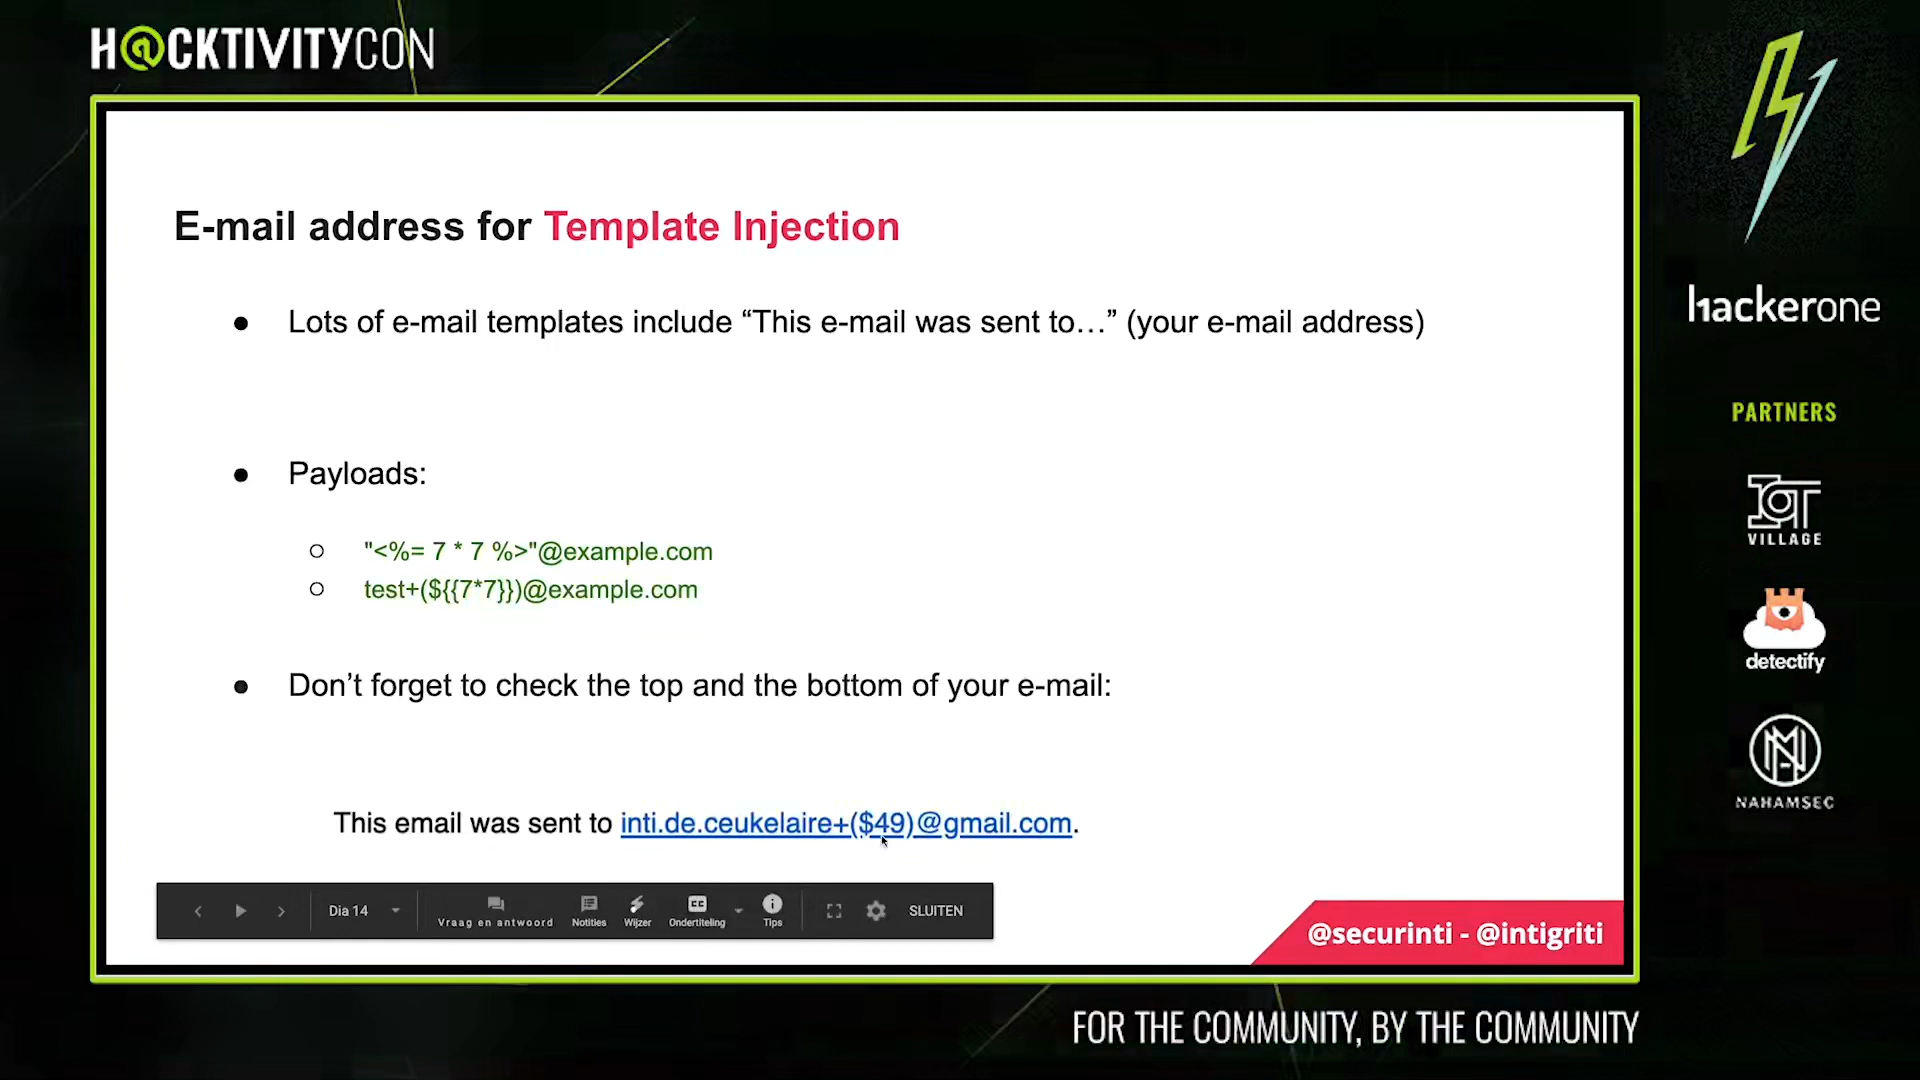 H@CKTIVITYCON
E-mail address for Template Injection
● Lots of e-mail templates include “This e-mail was sent to…” (your e-mail address)
● Payloads:
○ "<%= 7 * 7 %>"@example.com
○ test+(${{7*7}})@example.com
● Don’t forget to check the top and the bottom of your e-mail:
This email was sent to inti.de.ceukelaire+($49)@gmail.com.
Dia 14
Vraag en antwoord
Notities
Wijzer
CC
Ondertiteling
Tips
SLUITEN
@securinti - @intigriti
hackerone
PARTNERS
IOT
VILLAGE
detectify
NAHAMSEC
FOR THE COMMUNITY, BY THE COMMUNITY